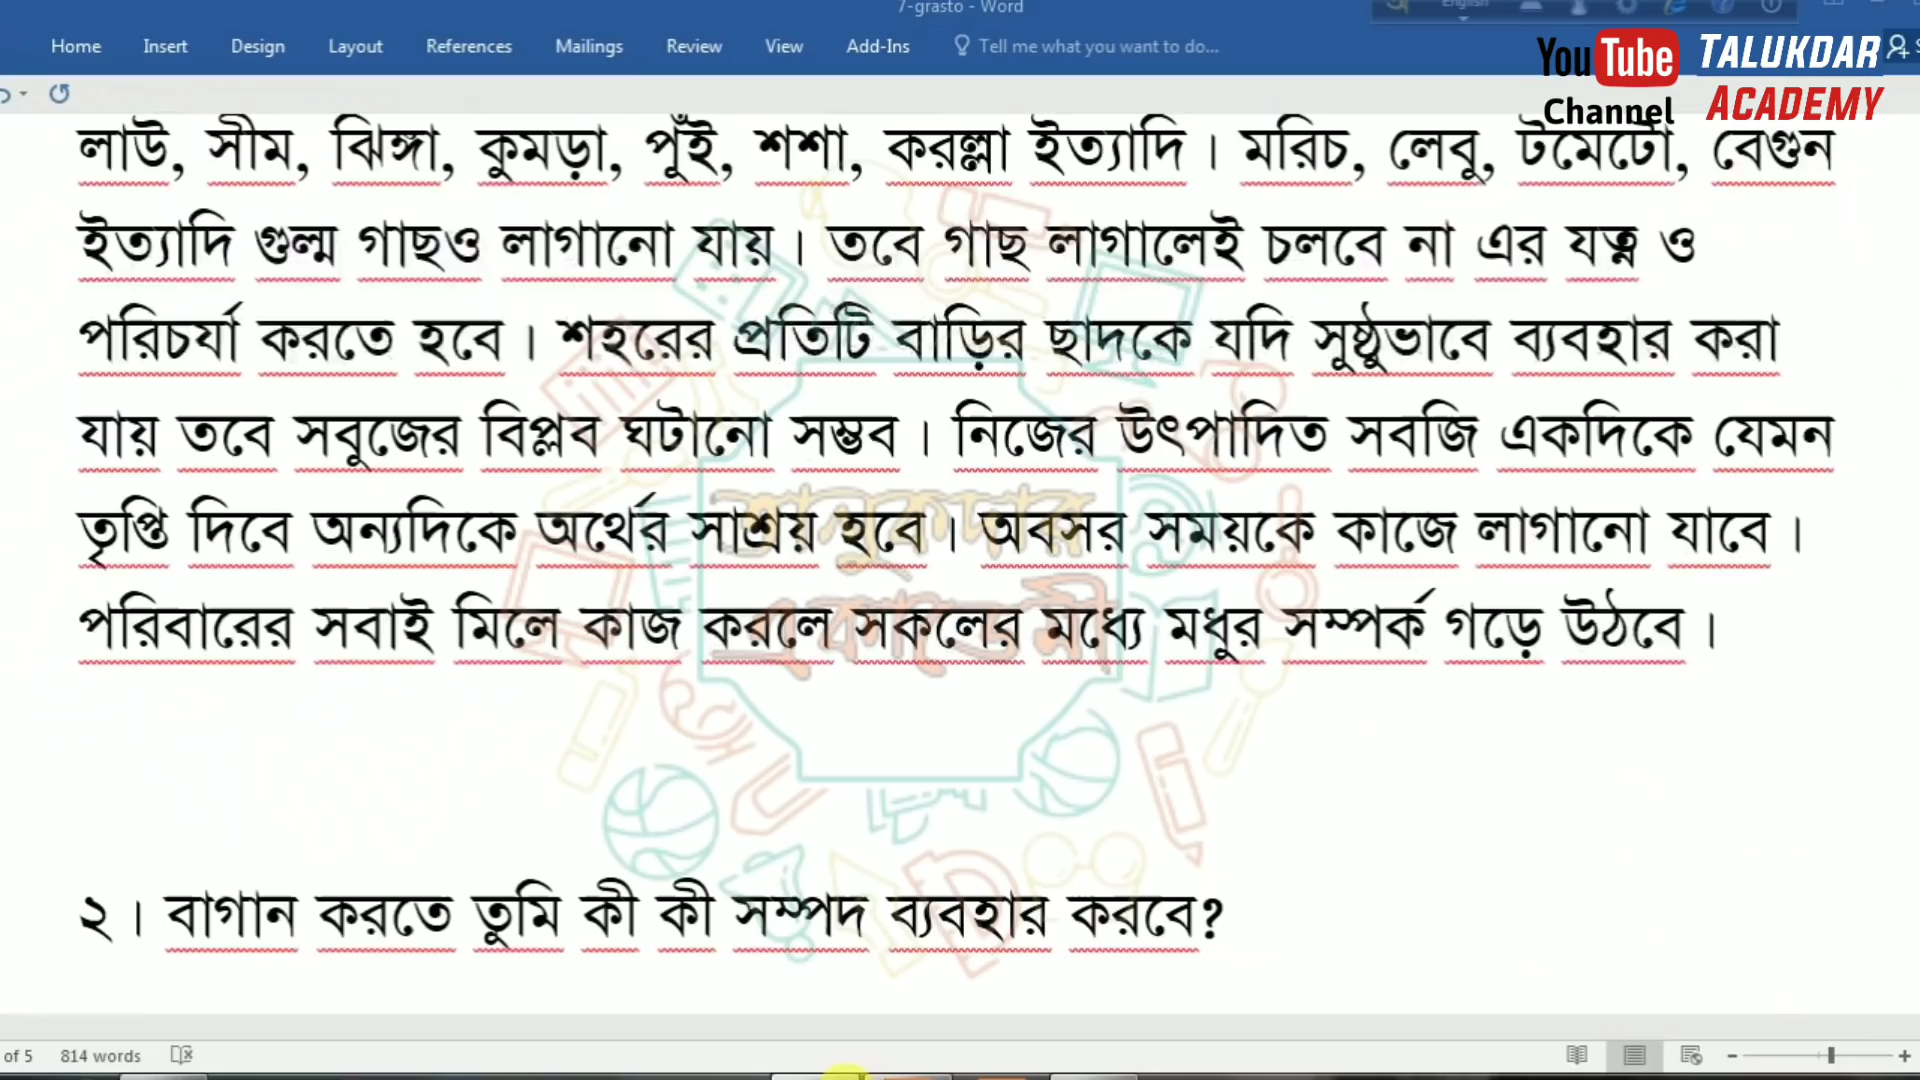 7-grasto - Word
English
Home Insert Design Layout References Mailings Review View Add-Ins Tell me what you want to do...
YouTube TALUKDAR
Channel ACADEMY
লাউ, সীম, ঝিঙ্গা, কুমড়া, পুঁই, শশা, করল্লা ইত্যাদি। মরিচ, লেবু, টমেটো, বেগুন
ইত্যাদি গুল্ম গাছও লাগানো যায়। তবে গাছ লাগালেই চলবে না এর যত্ন ও
পরিচর্যা করতে হবে। শহরের প্রতিটি বাড়ির ছাদকে যদি সুষ্ঠুভাবে ব্যবহার করা
যায় তবে সবুজের বিপ্লব ঘটানো সম্ভব। নিজের উৎপাদিত সবজি একদিকে যেমন
তৃপ্তি দিবে অন্যদিকে অর্থের সাশ্রয় হবে। অবসর সময়কে কাজে লাগানো যাবে।
পরিবারের সবাই মিলে কাজ করলে সকলের মধ্যে মধুর সম্পর্ক গড়ে উঠবে।
তালুকদার
একাডেমী
২। বাগান করতে তুমি কী কী সম্পদ ব্যবহার করবে?
of 5 814 words